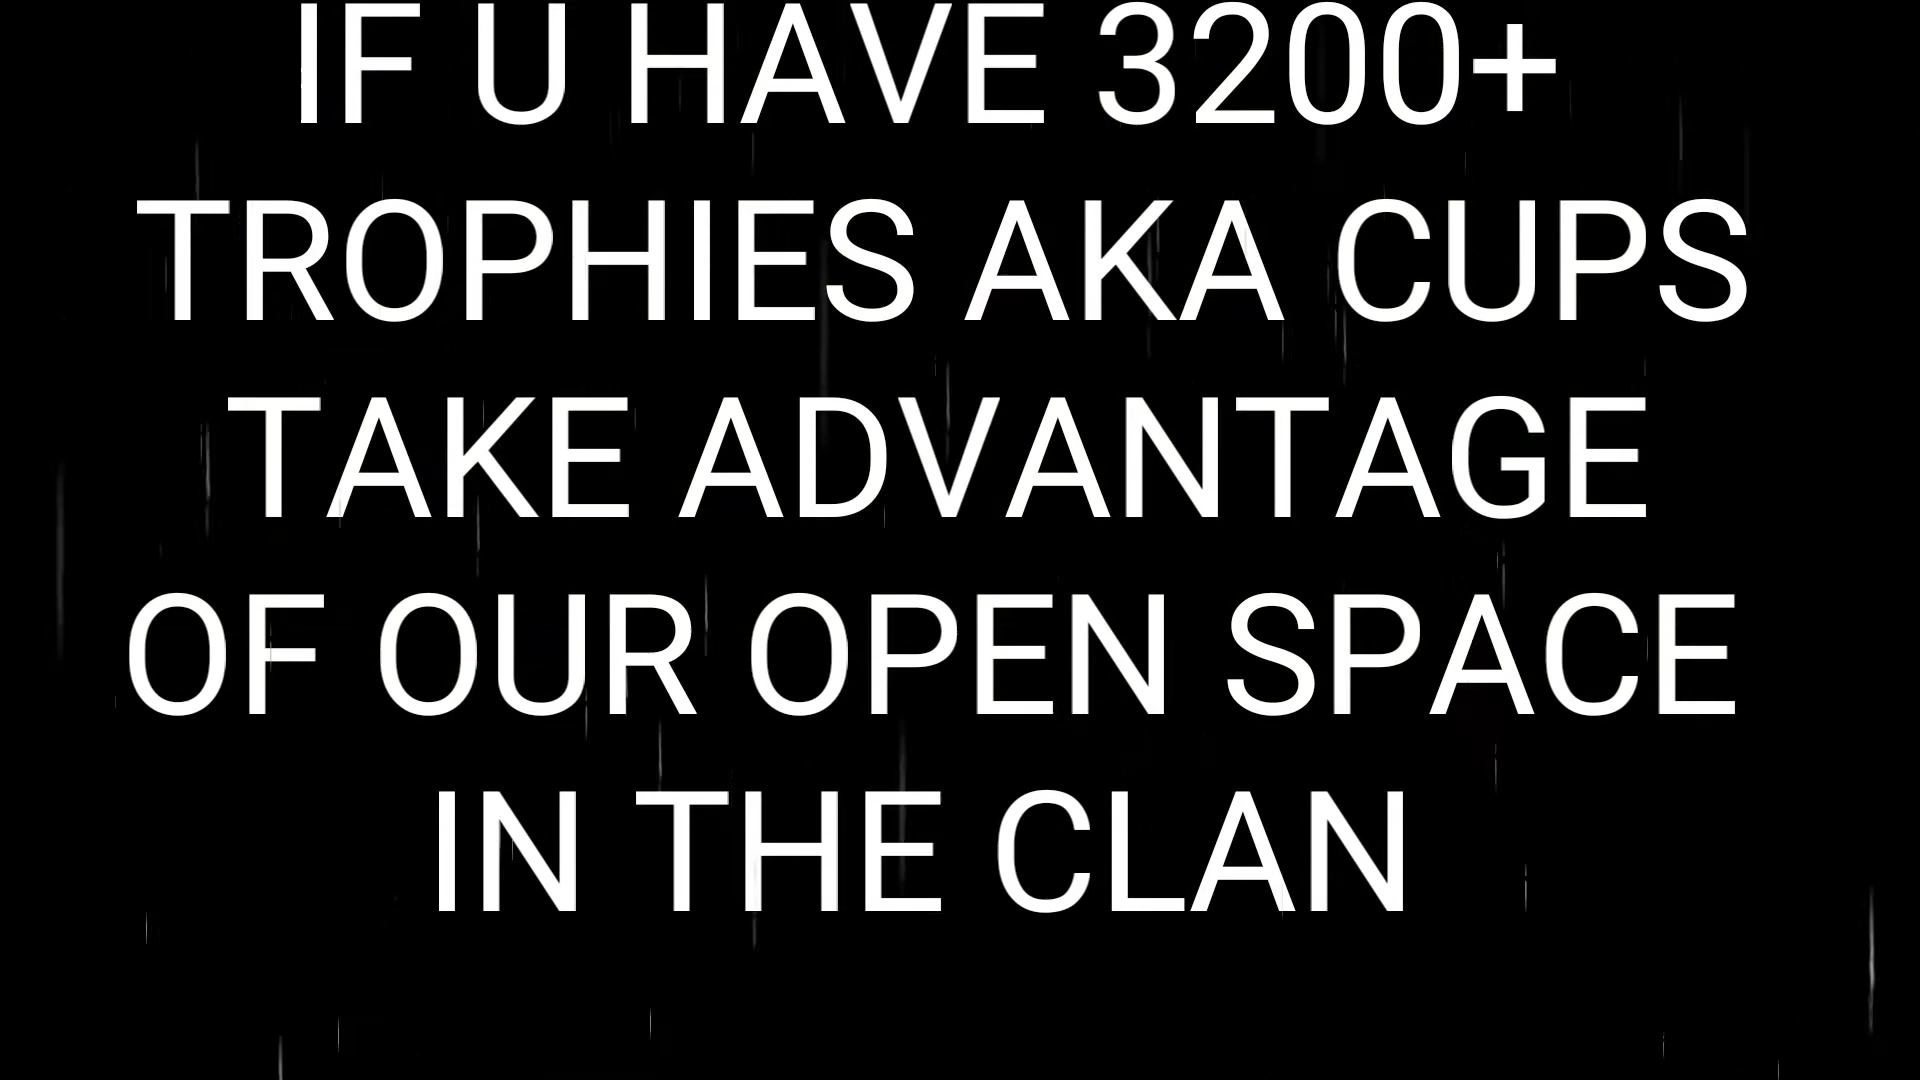 IF U HAVE 3200+
TROPHIES AKA CUPS
TAKE ADVANTAGE
OF OUR OPEN SPACE
IN THE CLAN